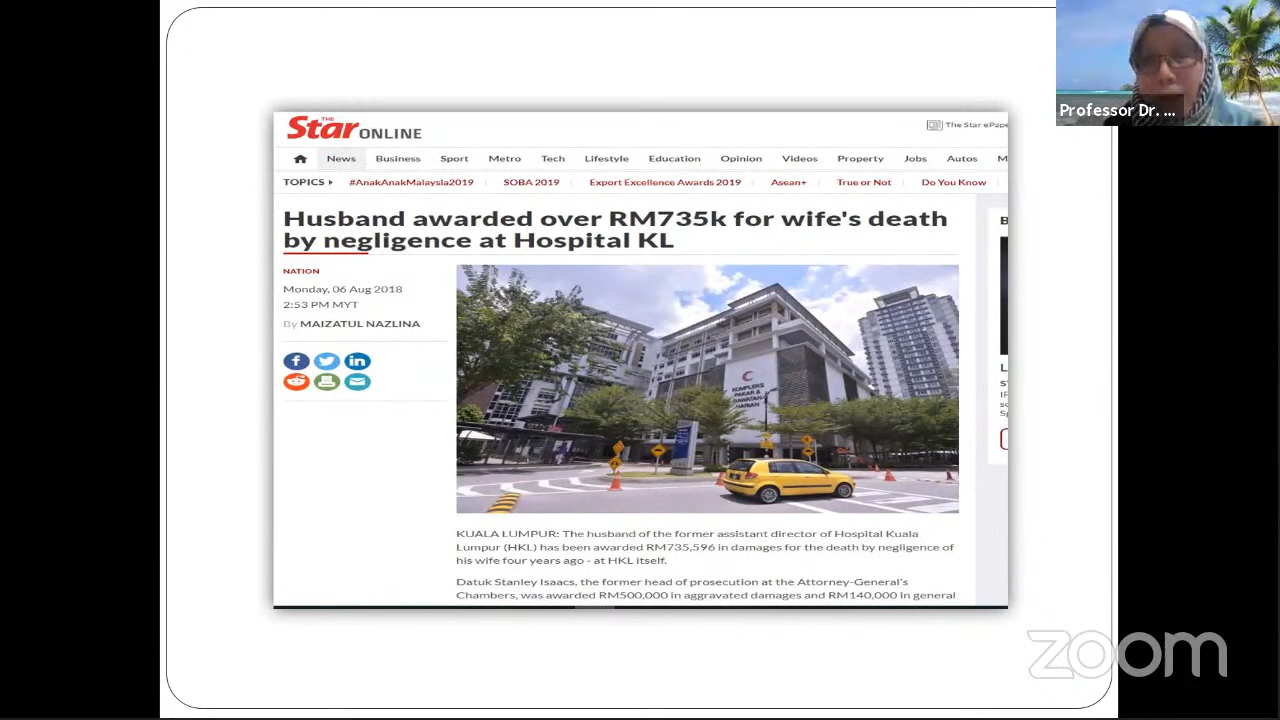 Professor Dr. ...
THE
Star ONLINE
The Star ePape
News Business Sport Metro Tech Lifestyle Education Opinion Videos Property Jobs Autos M
TOPICS #AnakAnakMalaysia2019 SOBA 2019 Export Excellence Awards 2019 Asean+ True or Not Do You Know
Husband awarded over RM735k for wife's death
by negligence at Hospital KL
NATION
Monday, 06 Aug 2018
2:53 PM MYT
By MAIZATUL NAZLINA
KOMPLEKS
PAKAR &
RAWATAN
HARIAN
KUALA LUMPUR: The husband of the former assistant director of Hospital Kuala
Lumpur (HKL) has been awarded RM735,596 in damages for the death by negligence of
his wife four years ago - at HKL itself.
Datuk Stanley Isaacs, the former head of prosecution at the Attorney-General's
Chambers, was awarded RM500,000 in aggravated damages and RM140,000 in general
zoom